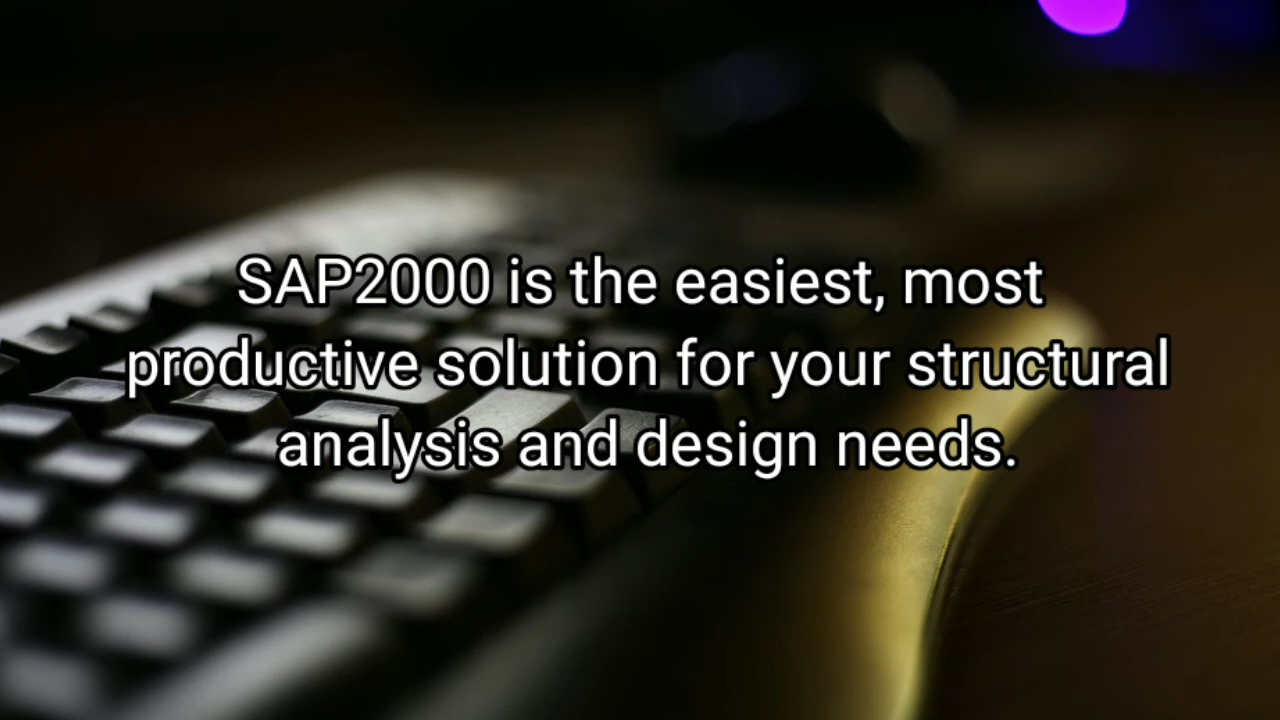 SAP2000 is the easiest, most
productive solution for your structural
analysis and design needs.